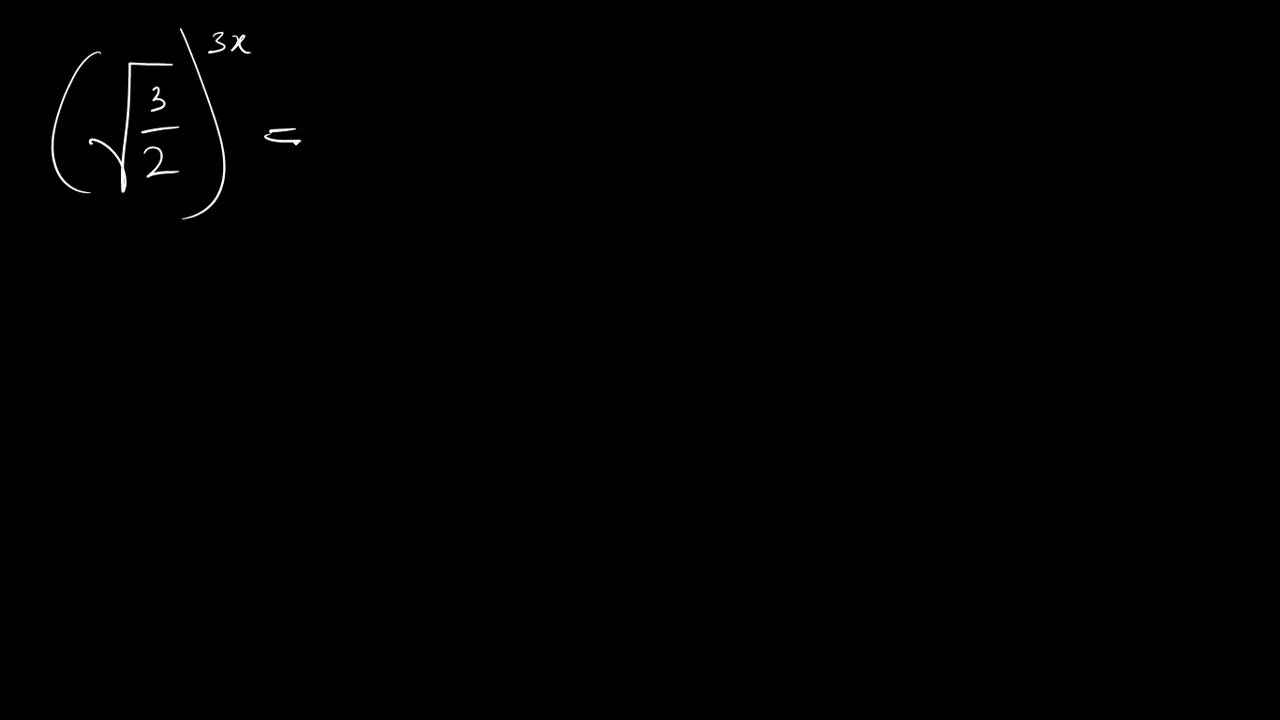 (√3/2)^3x =